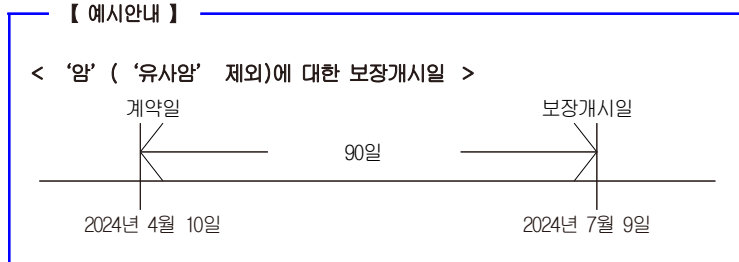 【 예시안내 】
< ‘암’ ( ‘유사암’ 제외)에 대한 보장개시일 >
계약일 보장개시일
90일
2024년 4월 10일 2024년 7월 9일